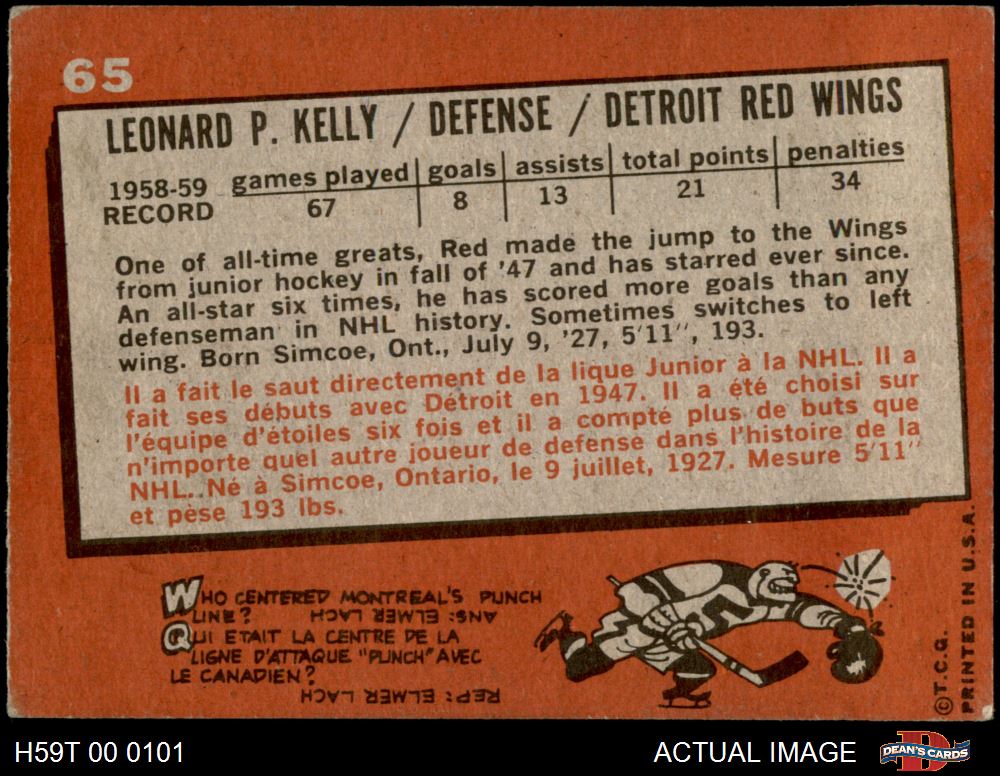 65
LEONARD P. KELLY / DEFENSE / DETROIT RED WINGS
1958-59 RECORD games played goals assists total points penalties
67 8 13 21 34
One of all-time greats, Red made the jump to the Wings
from junior hockey in fall of '47 and has starred ever since.
An all-star six times, he has scored more goals than any
defenseman in NHL history. Sometimes switches to left
wing. Born Simcoe, Ont., July 9, '27, 5'11", 193.
Il a fait le saut directement de la lique Junior à la NHL. Il a
fait ses débuts avec Détroit en 1947. Il a été choisi sur
l'équipe d'étoiles six fois et il a compté plus de buts que
n'importe quel autre joueur de defense dans l'histoire de la
NHL. Né à Simcoe, Ontario, le 9 juillet, 1927. Mesure 5'11"
et pèse 193 lbs.
WHO CENTERED MONTREAL'S PUNCH
LINE? ANS: ELMER LACH
QUI ETAIT LA CENTRE DE LA
LIGNE D'ATTAQUE "PUNCH" AVEC
LE CANADIEN?
REP: ELMER LACH
©T.C.G. PRINTED IN U.S.A.
H59T 00 0101
ACTUAL IMAGE
DEAN'S CARDS